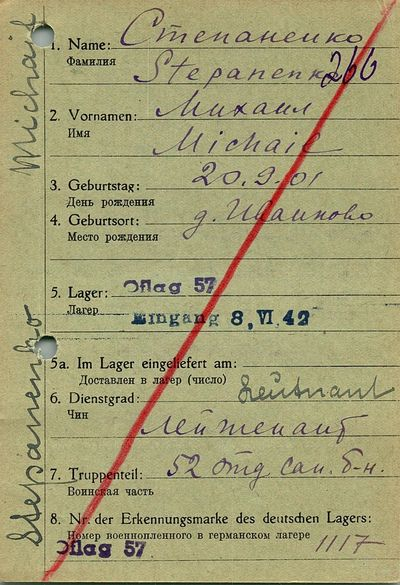 Michail
Stepanenko
1. Name: Степаненко
Фамилия
Stepanenko 266
2. Vornamen: Михаил
Имя
Michail
3. Geburtstag: 20.9.01
День рождения
4. Geburtsort: д. Иваиново
Место рождения
5. Lager: Oflag 57
Лагерь
Eingang 8. VI. 42
5a. Im Lager eingeliefert am:
Доставлен в лагер (число)
6. Dienstgrad: Leutnant
Чин
Лейтенант
7. Truppenteil: 52 отд. сап. б-н.
Воинская часть
8. Nr. der Erkennungsmarke des deutschen Lagers:
Номер военнопленного в германском лагере
Oflag 57 1117